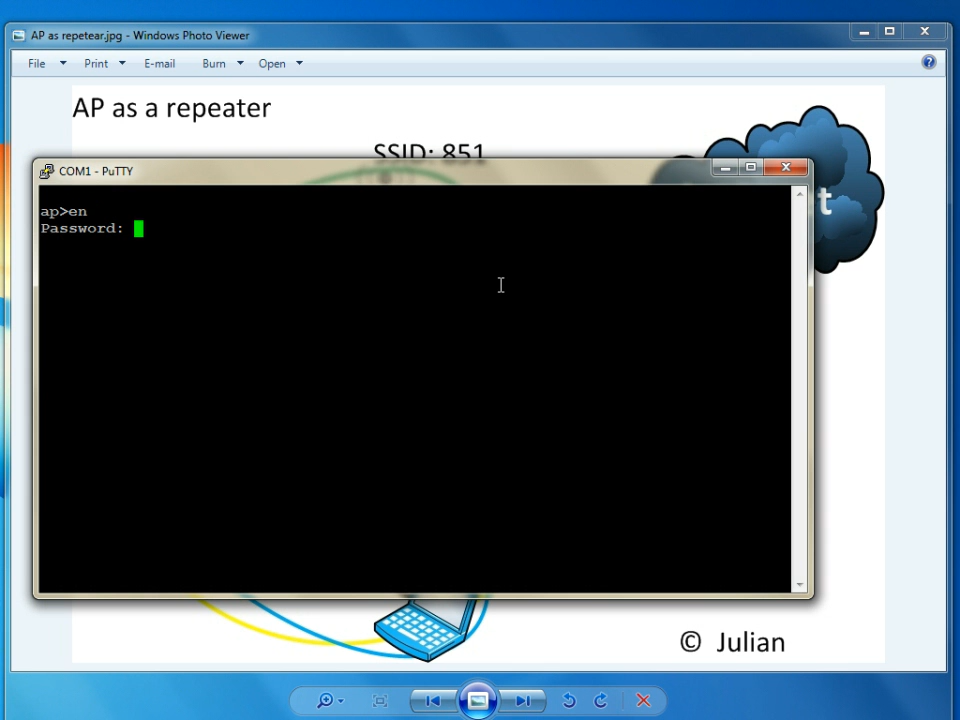 AP as repetear.jpg - Windows Photo Viewer
File Print E-mail Burn Open
AP as a repeater
SSID: 851
COM1 - PuTTY
ap>en
Password:
© Julian